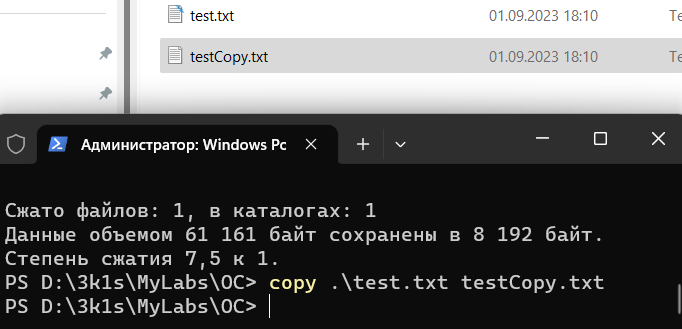 test.txt 01.09.2023 18:10 Те
testCopy.txt 01.09.2023 18:10 Те
Администратор: Windows Pc
Сжато файлов: 1, в каталогах: 1
Данные объемом 61 161 байт сохранены в 8 192 байт.
Степень сжатия 7,5 к 1.
PS D:\3k1s\MyLabs\OC> copy .\test.txt testCopy.txt
PS D:\3k1s\MyLabs\OC>